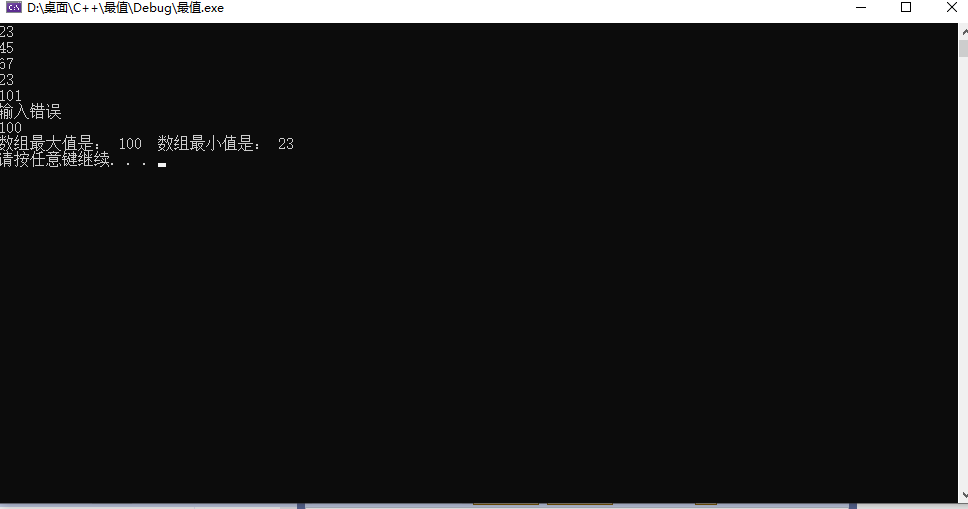 D:\桌面\C++\最值\Debug\最值.exe
23
45
67
23
101
输入错误
100
数组最大值是： 100  数组最小值是： 23
请按任意键继续. . .